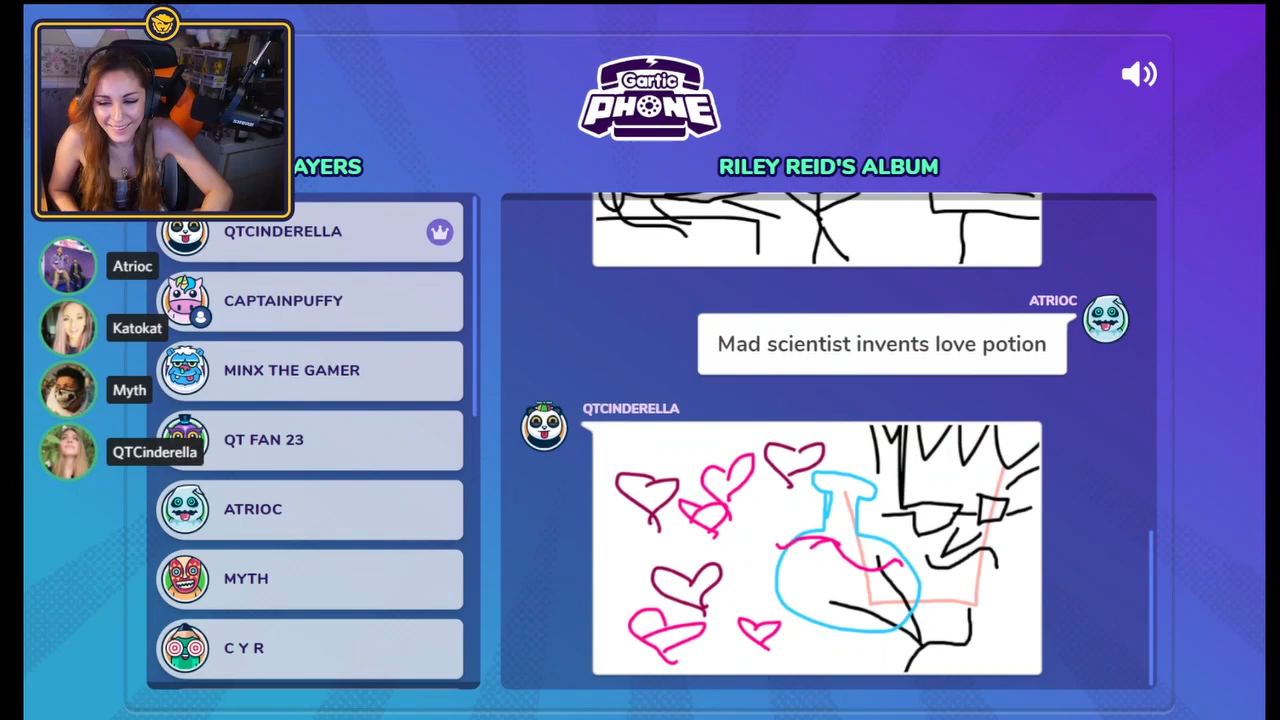 Gartic
PHONE
AYERS
RILEY REID'S ALBUM
QTCINDERELLA
CAPTAINPUFFY
MINX THE GAMER
QT FAN 23
ATRIOC
MYTH
C Y R
Atrioc
Katokat
Myth
QTCinderella
ATRIOC
Mad scientist invents love potion
QTCINDERELLA